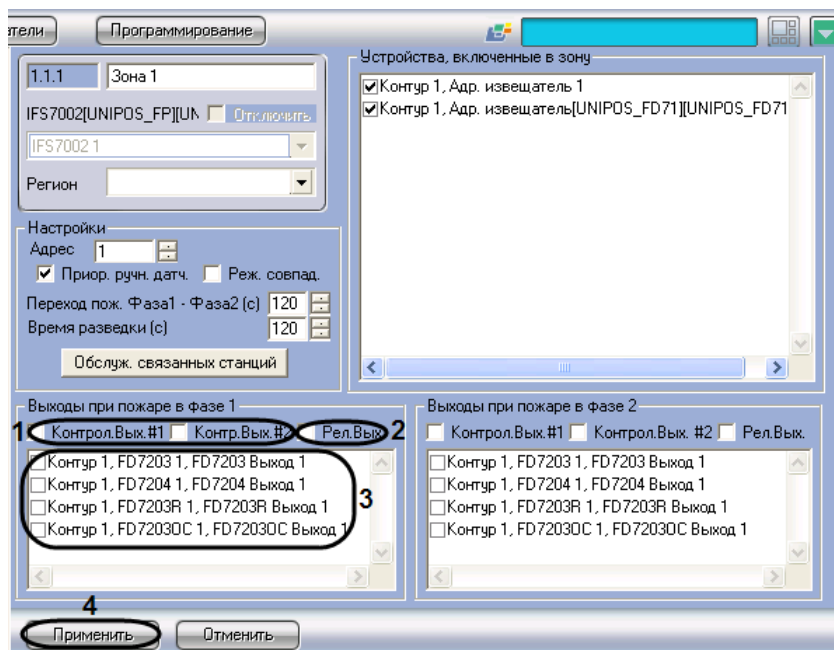 тели
Программирование
1.1.1 Зона 1
IFS7002[UNIPOS_FP][UN Отключить
IFS7002 1
Регион
Настройки
Адрес 1
Приор. ручн. датч. Реж. совпад.
Переход пож. Фаза1 - Фаза2 (с) 120
Время разведки (с) 120
Обслуж. связанных станций
Устройства, включенные в зону
Контур 1, Адр. извещатель 1
Контур 1, Адр. извещатель[UNIPOS_FD71][UNIPOS_FD71
Выходы при пожаре в фазе 1
1 Контрол.Вых.#1 Контр.Вых.#2 Рел.Вых 2
Контур 1, FD7203 1, FD7203 Выход 1
Контур 1, FD7204 1, FD7204 Выход 1
Контур 1, FD7203R 1, FD7203R Выход 1
Контур 1, FD7203OC 1, FD7203OC Выход 1
3
Выходы при пожаре в фазе 2
Контрол.Вых.#1 Контрол.Вых. #2 Рел.Вых.
Контур 1, FD7203 1, FD7203 Выход 1
Контур 1, FD7204 1, FD7204 Выход 1
Контур 1, FD7203R 1, FD7203R Выход 1
Контур 1, FD7203OC 1, FD7203OC Выход 1
4
Применить
Отменить